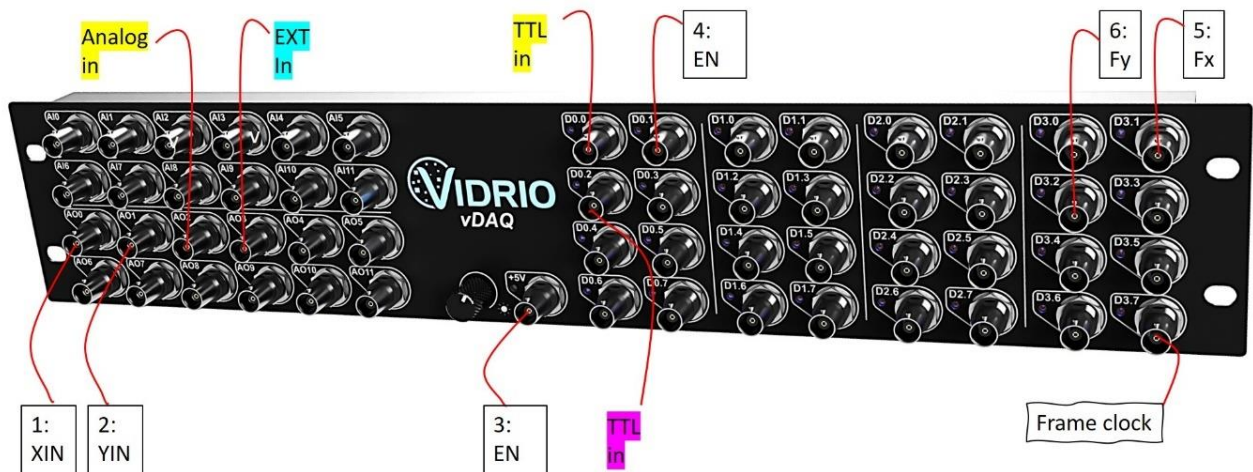 Analog
in
EXT
In
TTL
in
4:
EN
6:
Fy
5:
Fx
AI0
AI1
AI2
AI3
AI4
AI5
D0.0
D0.1
D1.0
D1.1
D2.0
D2.1
D3.0
D3.1
AI6
AI7
AI8
AI9
AI10
AI11
VIDRIO
vDAQ
D0.2
D0.3
D1.2
D1.3
D2.2
D2.3
D3.2
D3.3
AO0
AO1
AO2
AO3
AO4
AO5
D0.4
D0.5
D1.4
D1.5
D2.4
D2.5
D3.4
D3.5
AO6
AO7
AO8
AO9
AO10
AO11
+5V
D0.6
D0.7
D1.6
D1.7
D2.6
D2.7
D3.6
D3.7
1:
XIN
2:
YIN
3:
EN
TTL
in
Frame clock